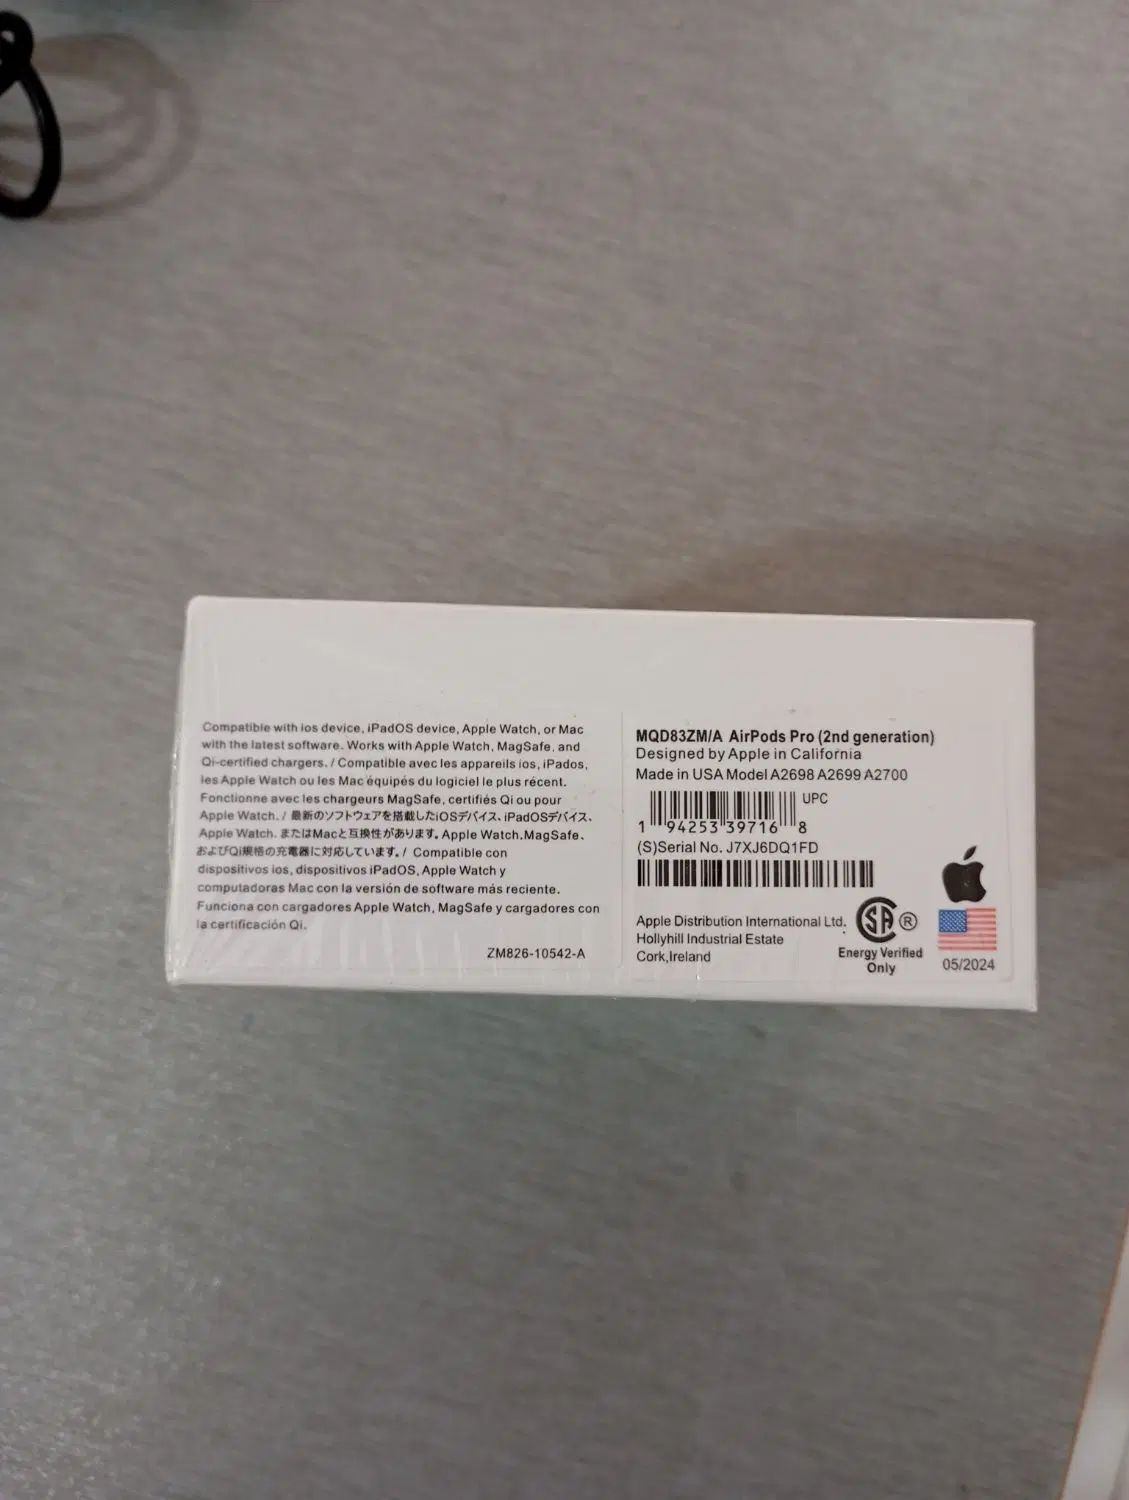 Compatible with ios device, iPadOS device, Apple Watch, or Mac
with the latest software. Works with Apple Watch, MagSafe, and
Qi-certified chargers. / Compatible avec les appareils ios, iPados,
les Apple Watch ou les Mac équipés du logiciel le plus récent.
Fonctionne avec les chargeurs MagSafe, certifiés Qi ou pour
Apple Watch. / 最新のソフトウェアを搭載したiOSデバイス、iPadOSデバイス、
Apple Watch. またはMacと互換性があります。Apple Watch.MagSafe、
およびQi規格の充電器に対応しています。/ Compatible con
dispositivos ios, dispositivos iPadOS, Apple Watch y
computadoras Mac con la versión de software más reciente.
Funciona con cargadores Apple Watch, MagSafe y cargadores con
la certificación Qi.
ZM826-10542-A
MQD83ZM/A AirPods Pro (2nd generation)
Designed by Apple in California
Made in USA Model A2698 A2699 A2700
UPC
1 94253 39716 8
(S)Serial No. J7XJ6DQ1FD
Apple Distribution International Ltd.
Hollyhill Industrial Estate
Cork,Ireland
SA ®
Energy Verified
Only
05/2024